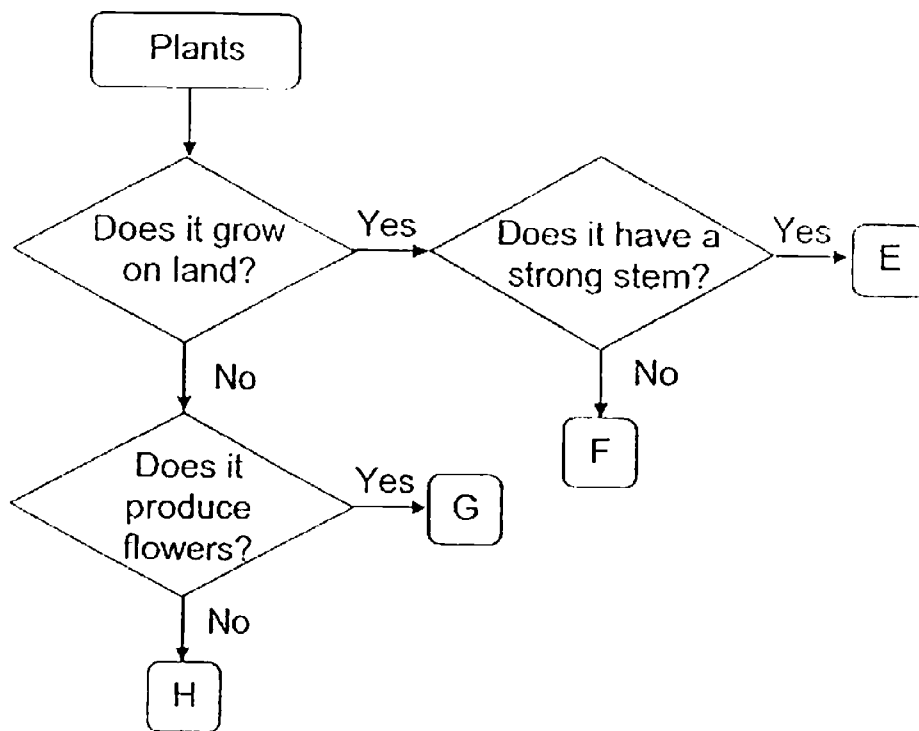 Plants
Does it grow
on land?
Yes
Does it have a
strong stem?
Yes
E
No
No
F
Does it
produce
flowers?
Yes
G
No
H